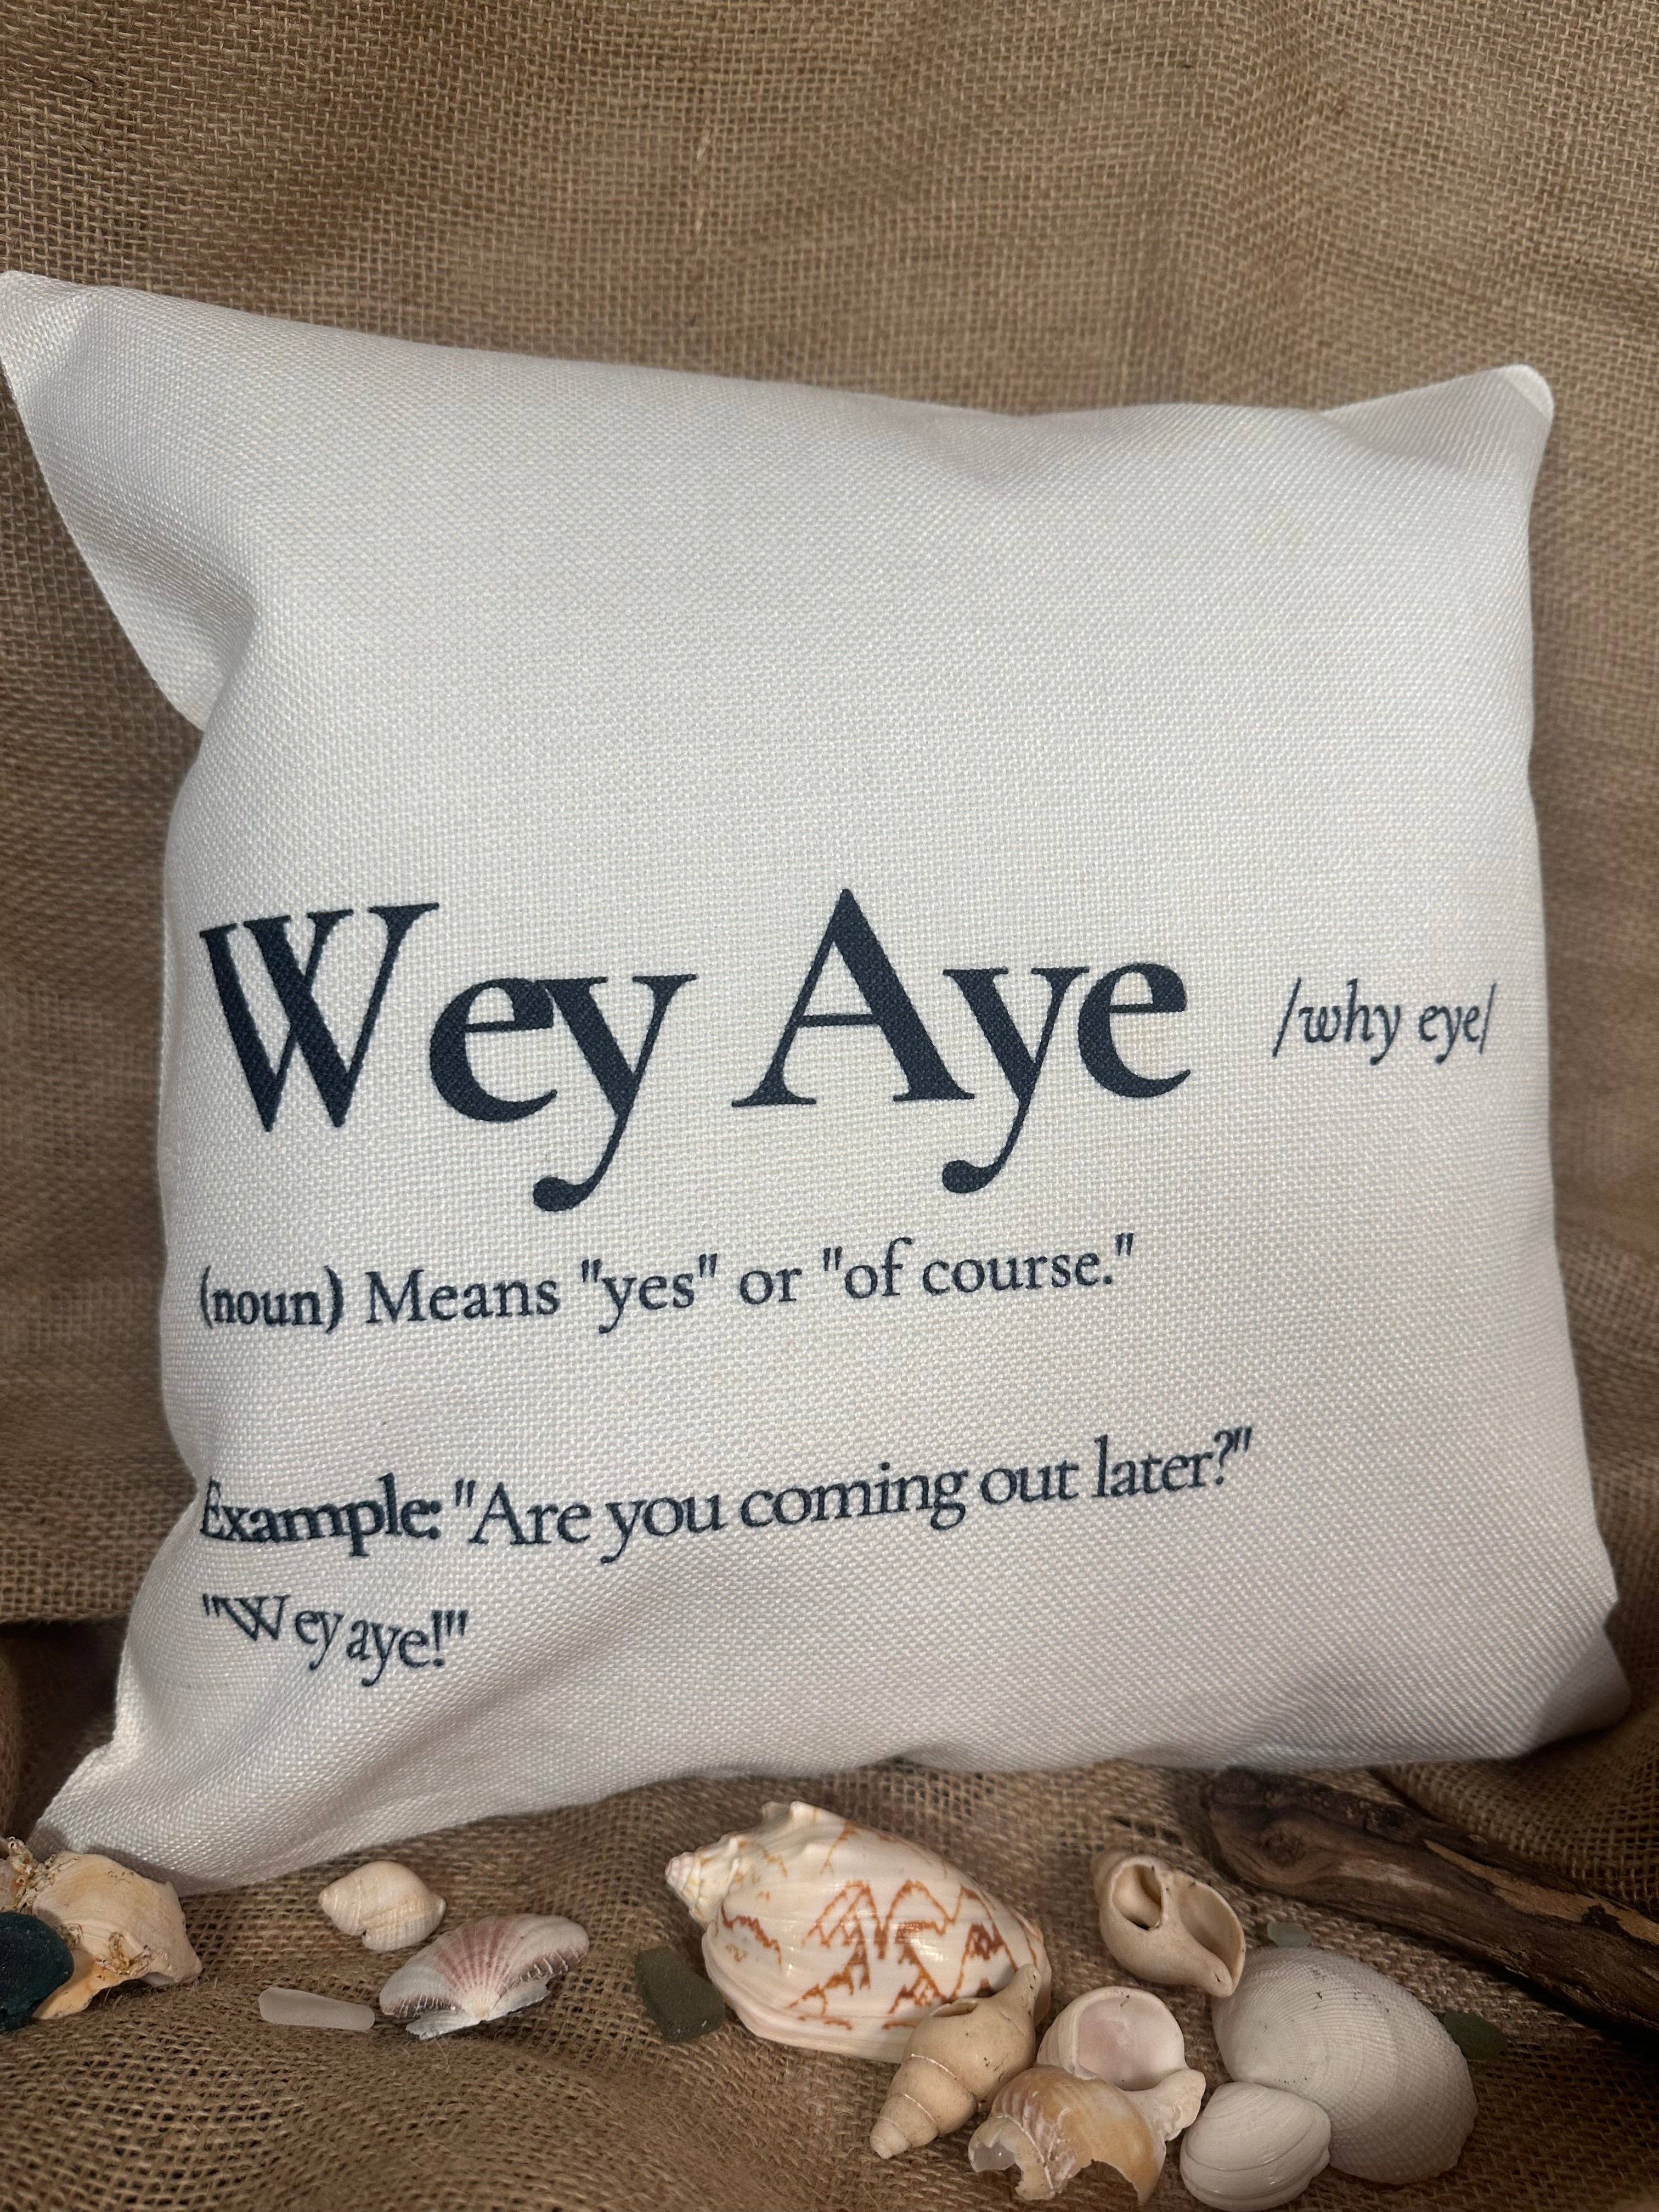 Wey Aye /why eye/
(noun) Means "yes" or "of course."
Example: "Are you coming out later?"
"Wey aye!"